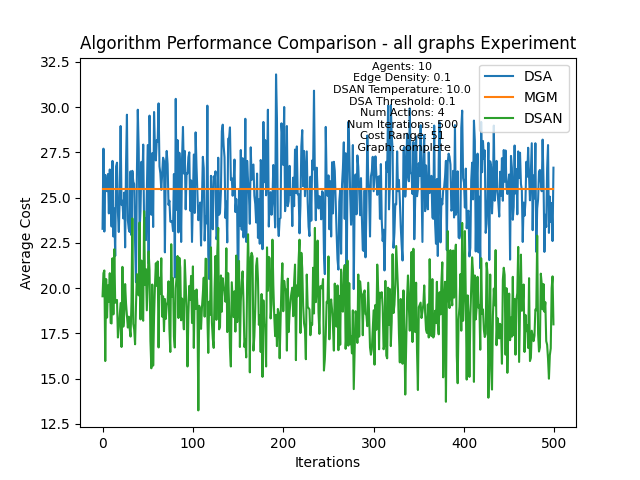 Algorithm Performance Comparison - all graphs Experiment
Agents: 10
Edge Density: 0.1
DSAN Temperature: 10.0
DSA Threshold: 0.1
Num Actions: 4
Num Iterations: 500
Cost Range: 51
Graph: complete
DSA
MGM
DSAN
Average Cost
32.5
30.0
27.5
25.0
22.5
20.0
17.5
15.0
12.5
0 100 200 300 400 500
Iterations